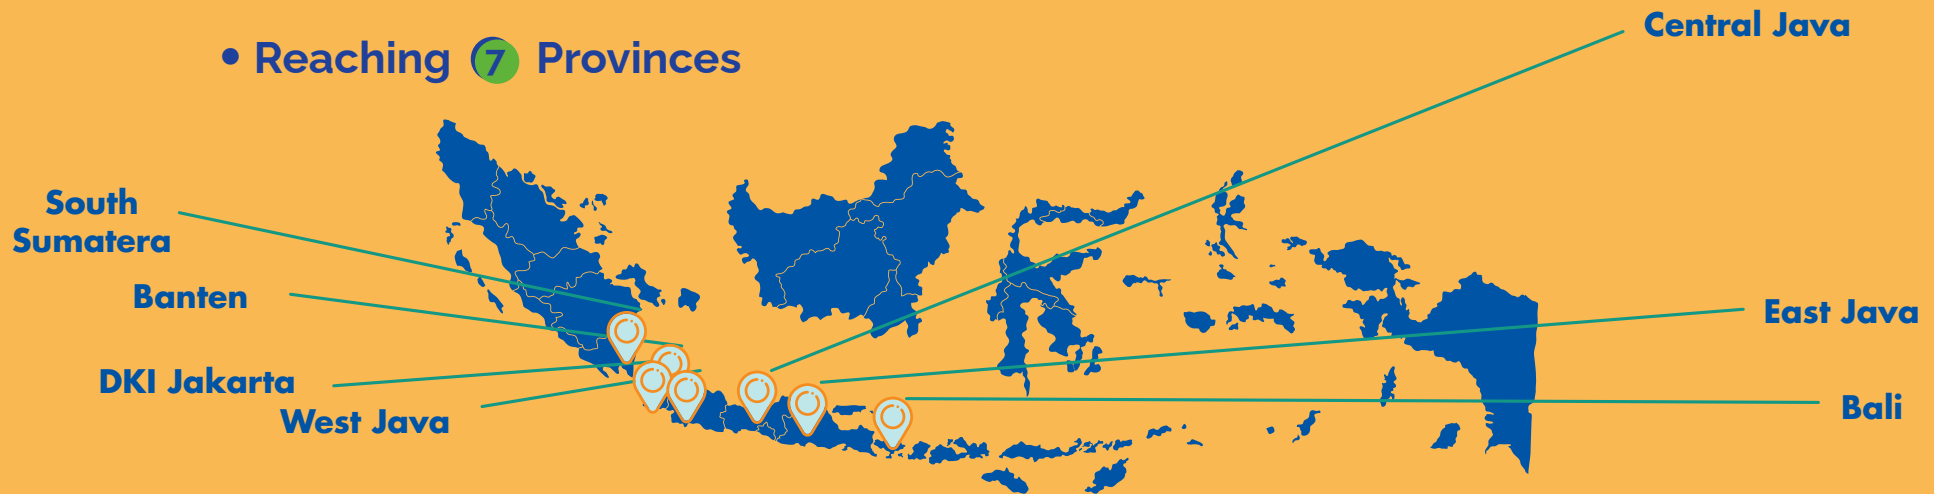 • Reaching 7 Provinces
Central Java
South
Sumatera
Banten
East Java
DKI Jakarta
West Java
Bali